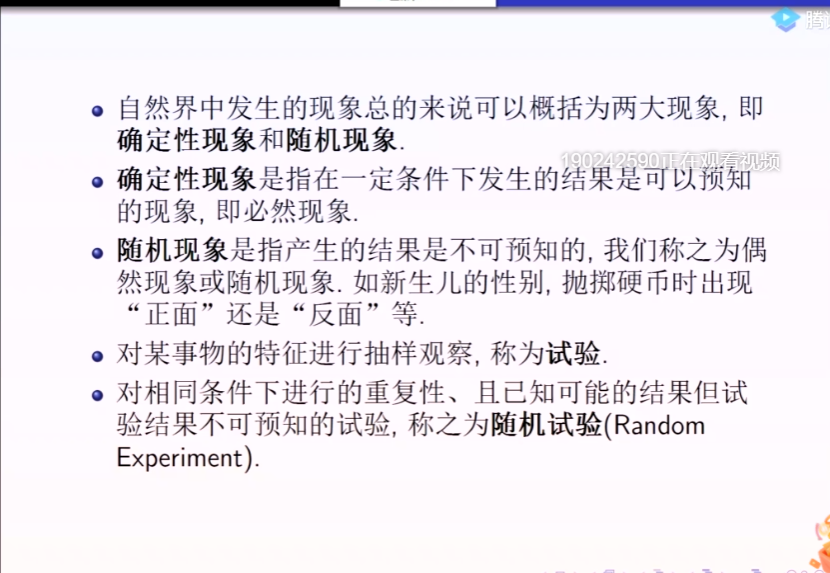 腾
自然界中发生的现象总的来说可以概括为两大现象, 即
确定性现象和随机现象.
190242590正在观看视频
确定性现象是指在一定条件下发生的结果是可以预知
的现象, 即必然现象.
随机现象是指产生的结果是不可预知的, 我们称之为偶
然现象或随机现象. 如新生儿的性别, 抛掷硬币时出现
“正面”还是“反面”等.
对某事物的特征进行抽样观察, 称为试验.
对相同条件下进行的重复性、且已知可能的结果但试
验结果不可预知的试验, 称之为随机试验(Random
Experiment).